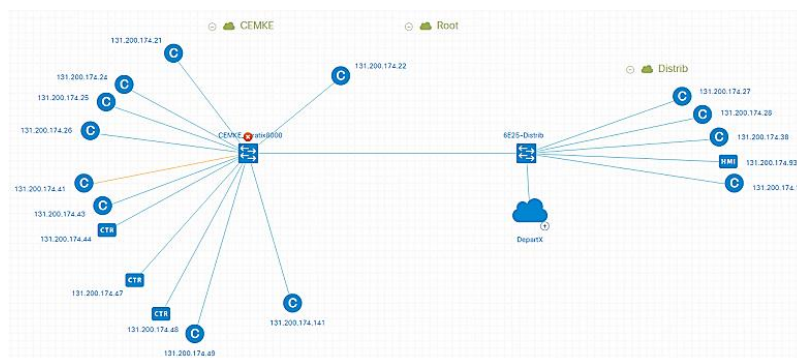 CEMKE
Root
131.200.174.21
131.200.174.22
Distrib
131.200.174.24
131.200.174.25
131.200.174.27
131.200.174.28
131.200.174.26
CEMKE
6E25-Distrib
131.200.174.38
HMI
131.200.174.93
131.200.174.41
131.200.174.43
CTR
131.200.174.44
DepartX
CTR
131.200.174.47
CTR
131.200.174.48
131.200.174.141
131.200.174.49
C
C
C
C
C
C
C
C
C
C
C
C
C